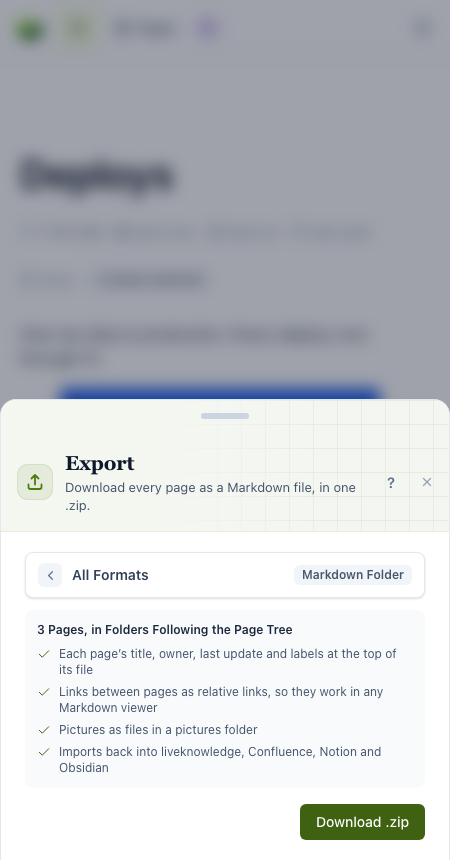 Deploys
Export
Download every page as a Markdown file, in one
.zip.
?
All Formats
Markdown Folder
3 Pages, in Folders Following the Page Tree
Each page's title, owner, last update and labels at the top of
its file
Links between pages as relative links, so they work in any
Markdown viewer
Pictures as files in a pictures folder
Imports back into liveknowledge, Confluence, Notion and
Obsidian
Download .zip